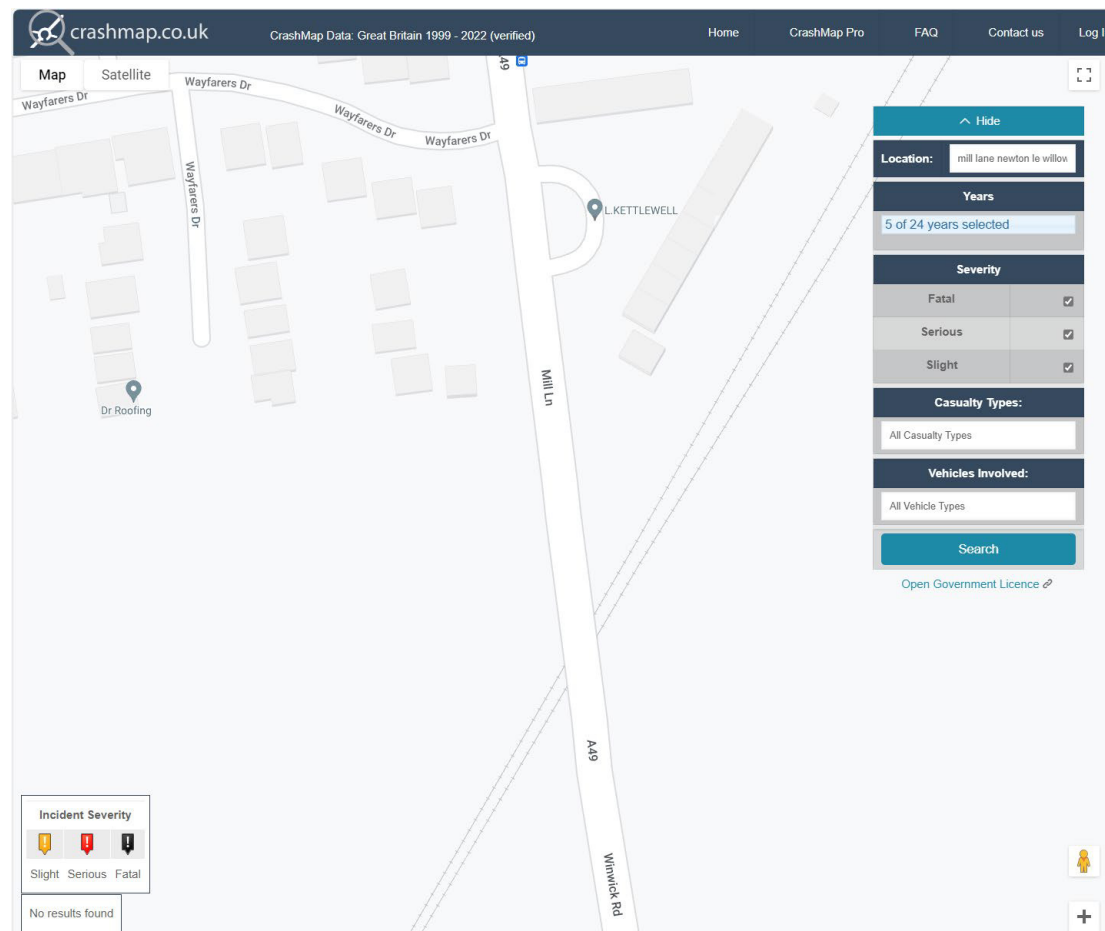 crashmap.co.uk
CrashMap Data: Great Britain 1999 - 2022 (verified)
Home
CrashMap Pro
FAQ
Contact us
Log I
Map
Satellite
Wayfarers Dr
Wayfarers Dr
Wayfarers Dr
Wayfarers Dr
Wayfarers Dr
49
L.KETTLEWELL
Dr Roofing
Mill Ln
A49
Winwick Rd
Hide
Location:
mill lane newton le willow
Years
5 of 24 years selected
Severity
Fatal
Serious
Slight
Casualty Types:
All Casualty Types
Vehicles Involved:
All Vehicle Types
Search
Open Government Licence
Incident Severity
Slight Serious Fatal
No results found